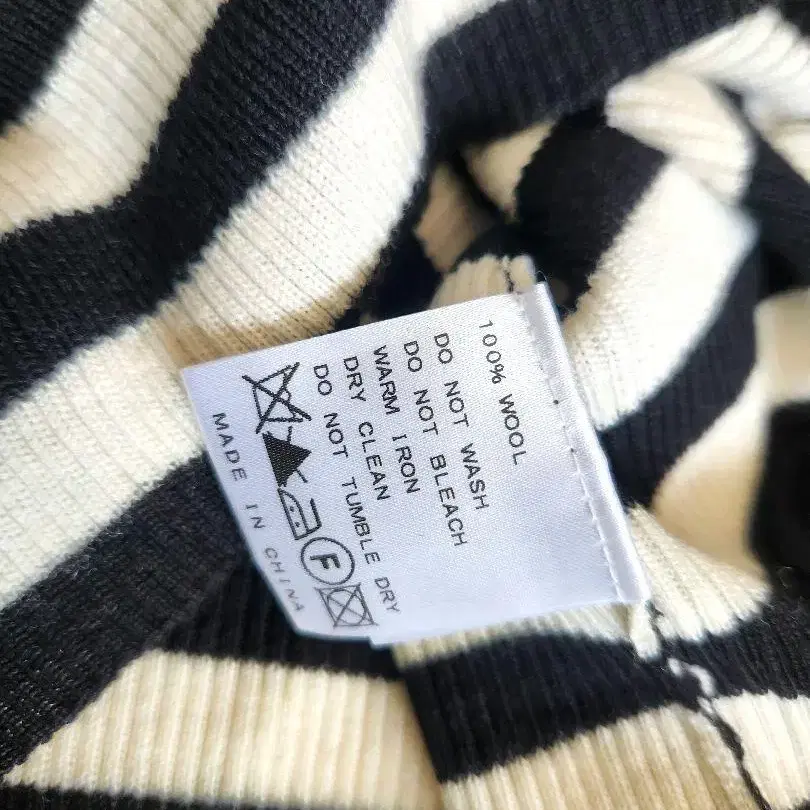 100% WOOL
DO NOT WASH
DO NOT BLEACH
WARM IRON
DRY CLEAN
DO NOT TUMBLE DRY
F
MADE IN CHINA